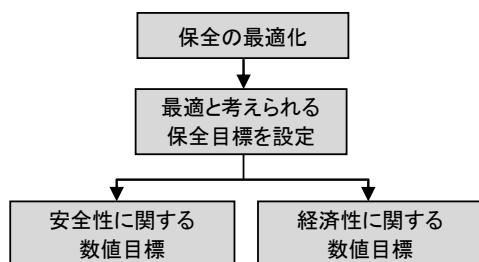 保全の最適化
最適と考えられる
保全目標を設定
安全性に関する
数値目標
経済性に関する
数値目標